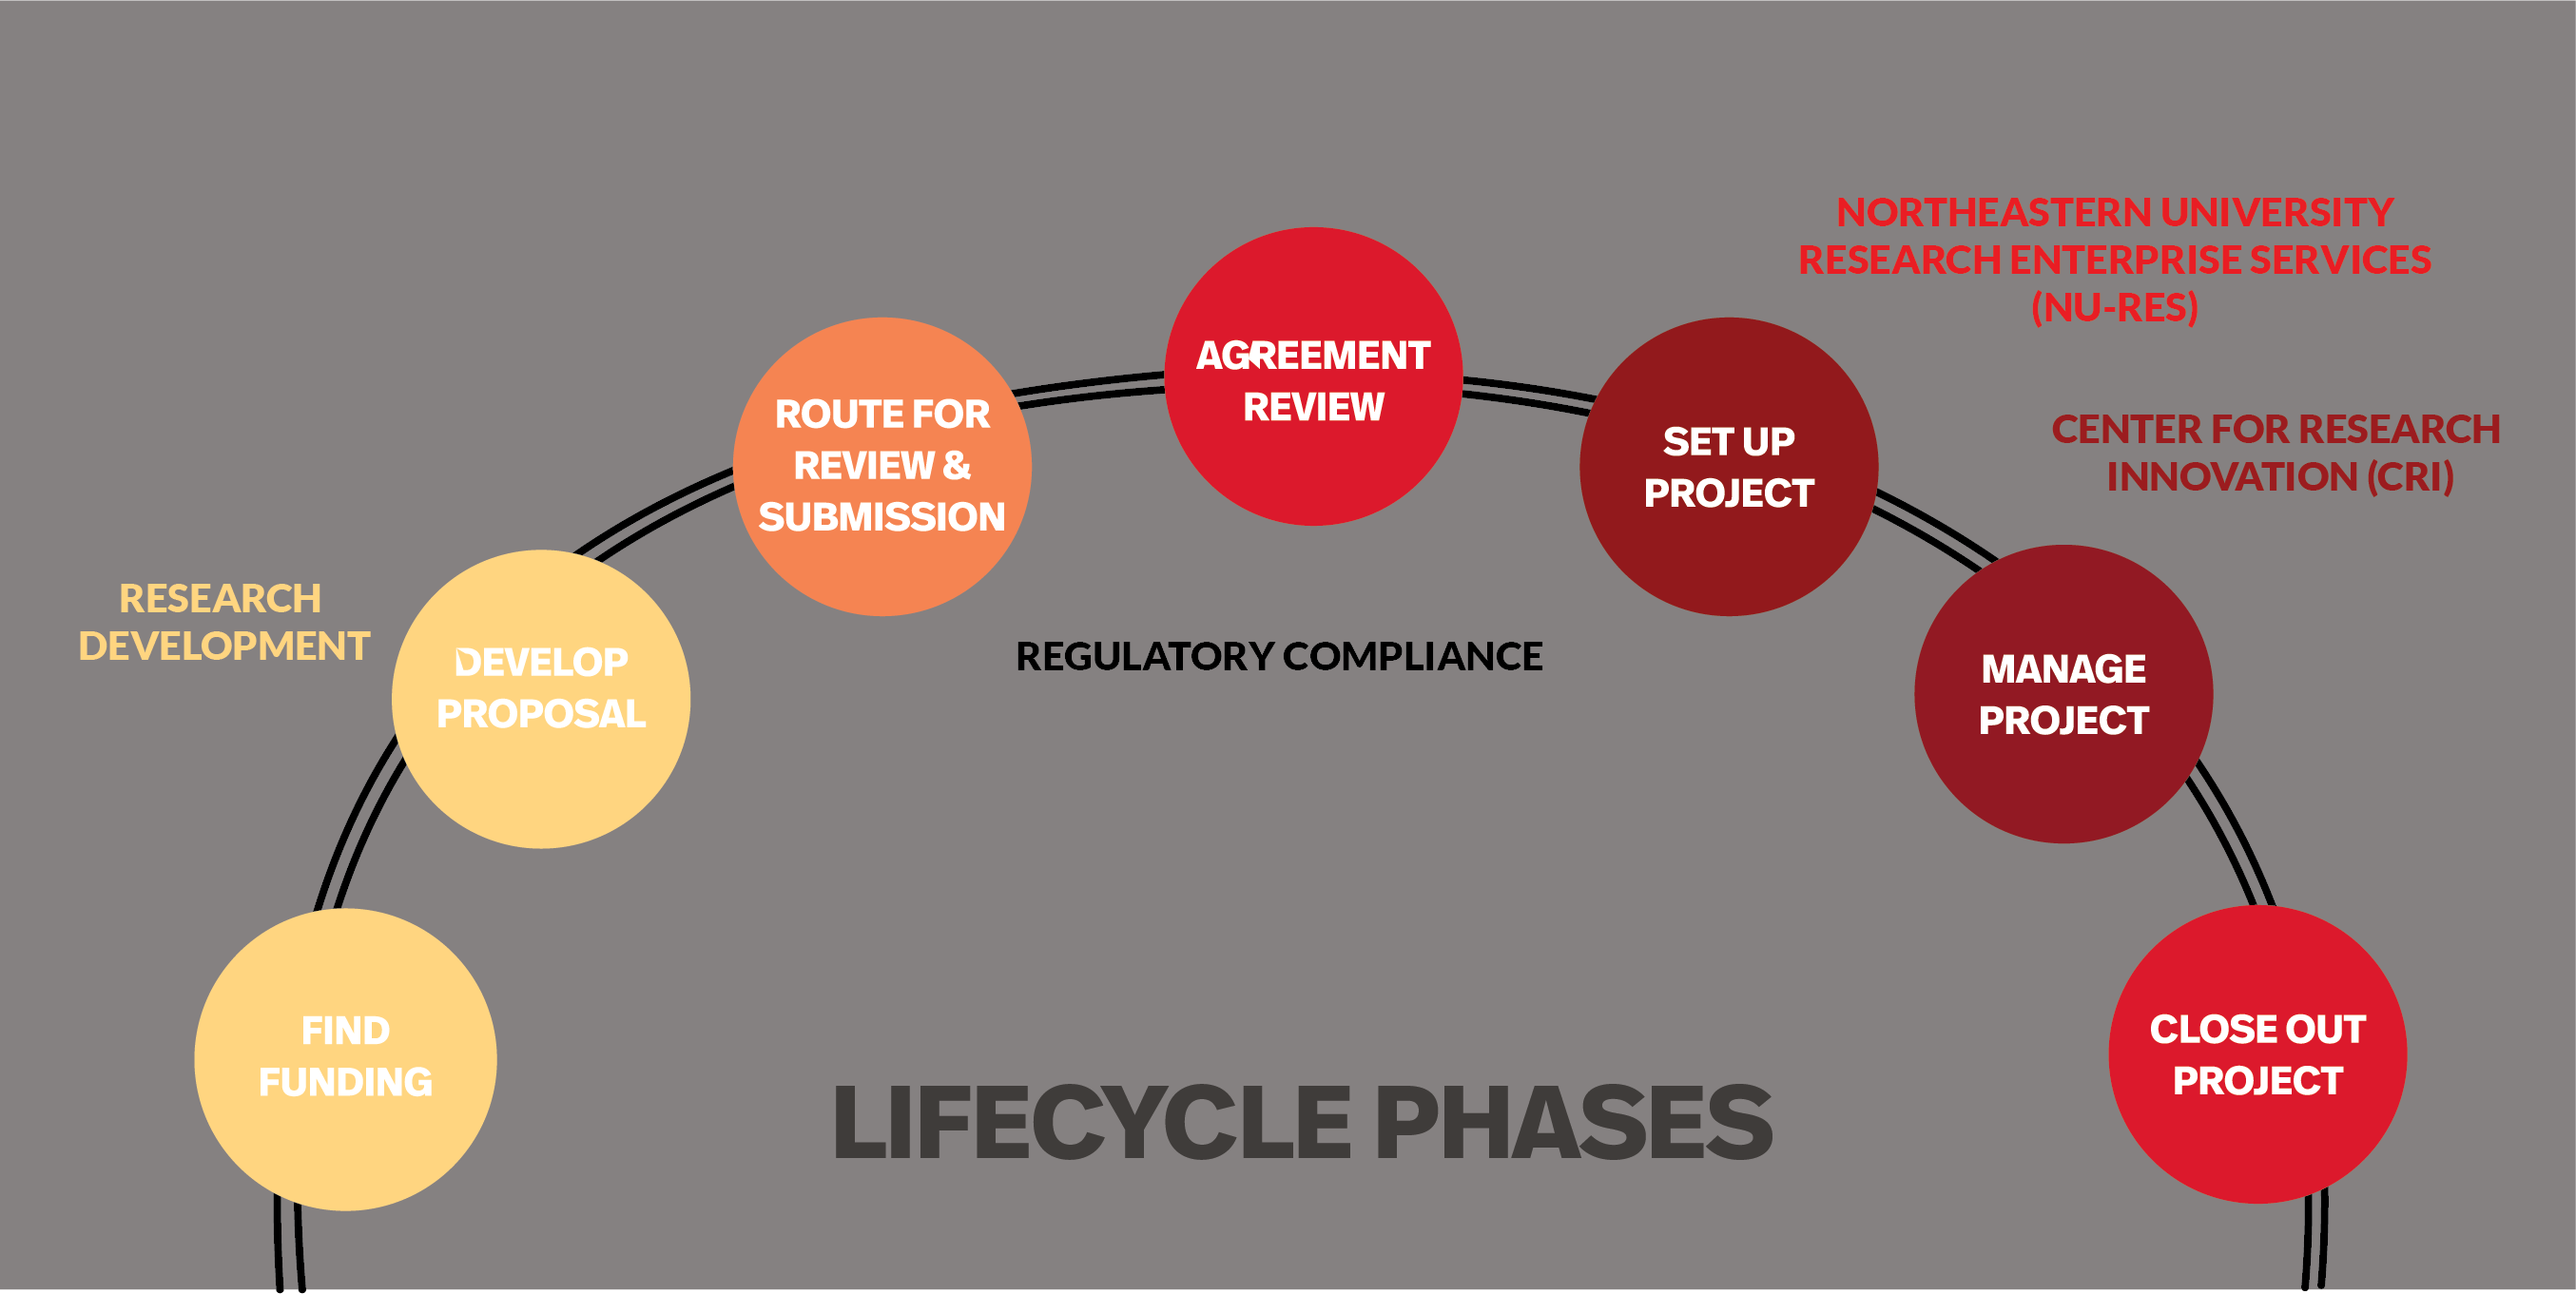 NORTHEASTERN UNIVERSITY
RESEARCH ENTERPRISE SERVICES
(NU-RES)
CENTER FOR RESEARCH
INNOVATION (CRI)
RESEARCH
DEVELOPMENT
REGULATORY COMPLIANCE
FIND
FUNDING
DEVELOP
PROPOSAL
ROUTE FOR
REVIEW &
SUBMISSION
AGREEMENT
REVIEW
SET UP
PROJECT
MANAGE
PROJECT
CLOSE OUT
PROJECT
LIFECYCLE PHASES